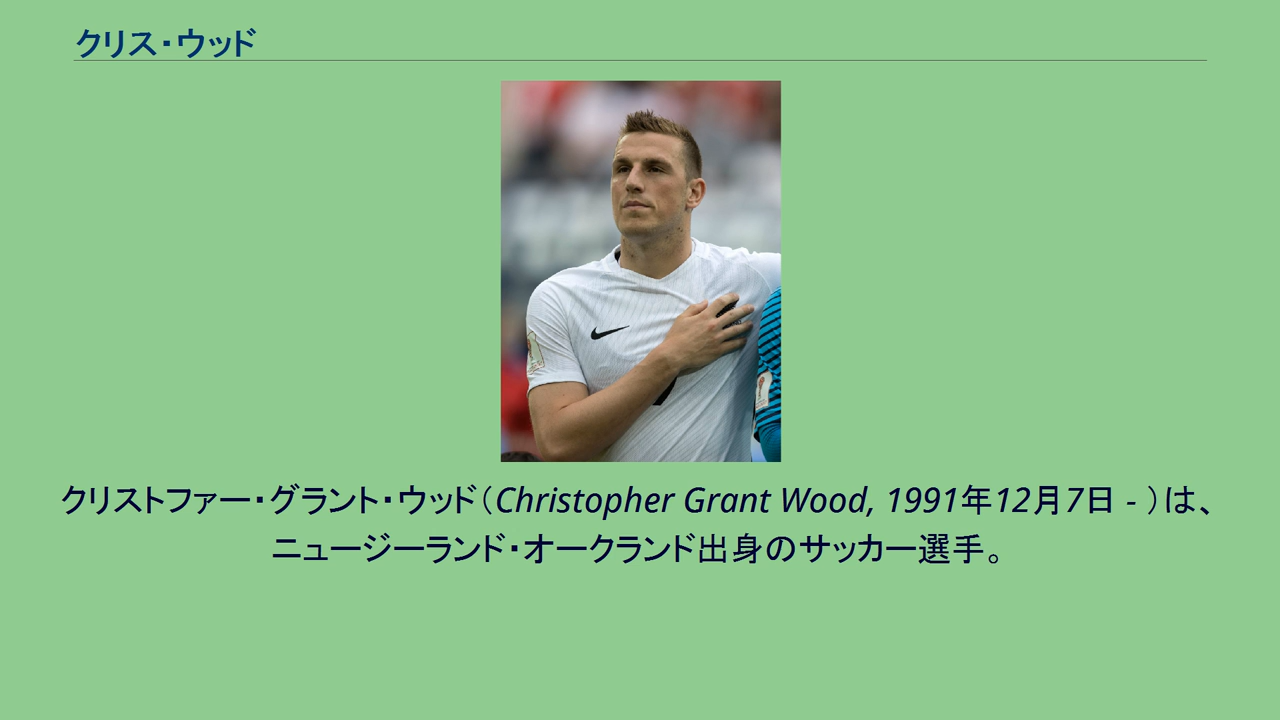 クリス・ウッド
クリストファー・グラント・ウッド（Christopher Grant Wood, 1991年12月7日 - ）は、
ニュージーランド・オークランド出身のサッカー選手。